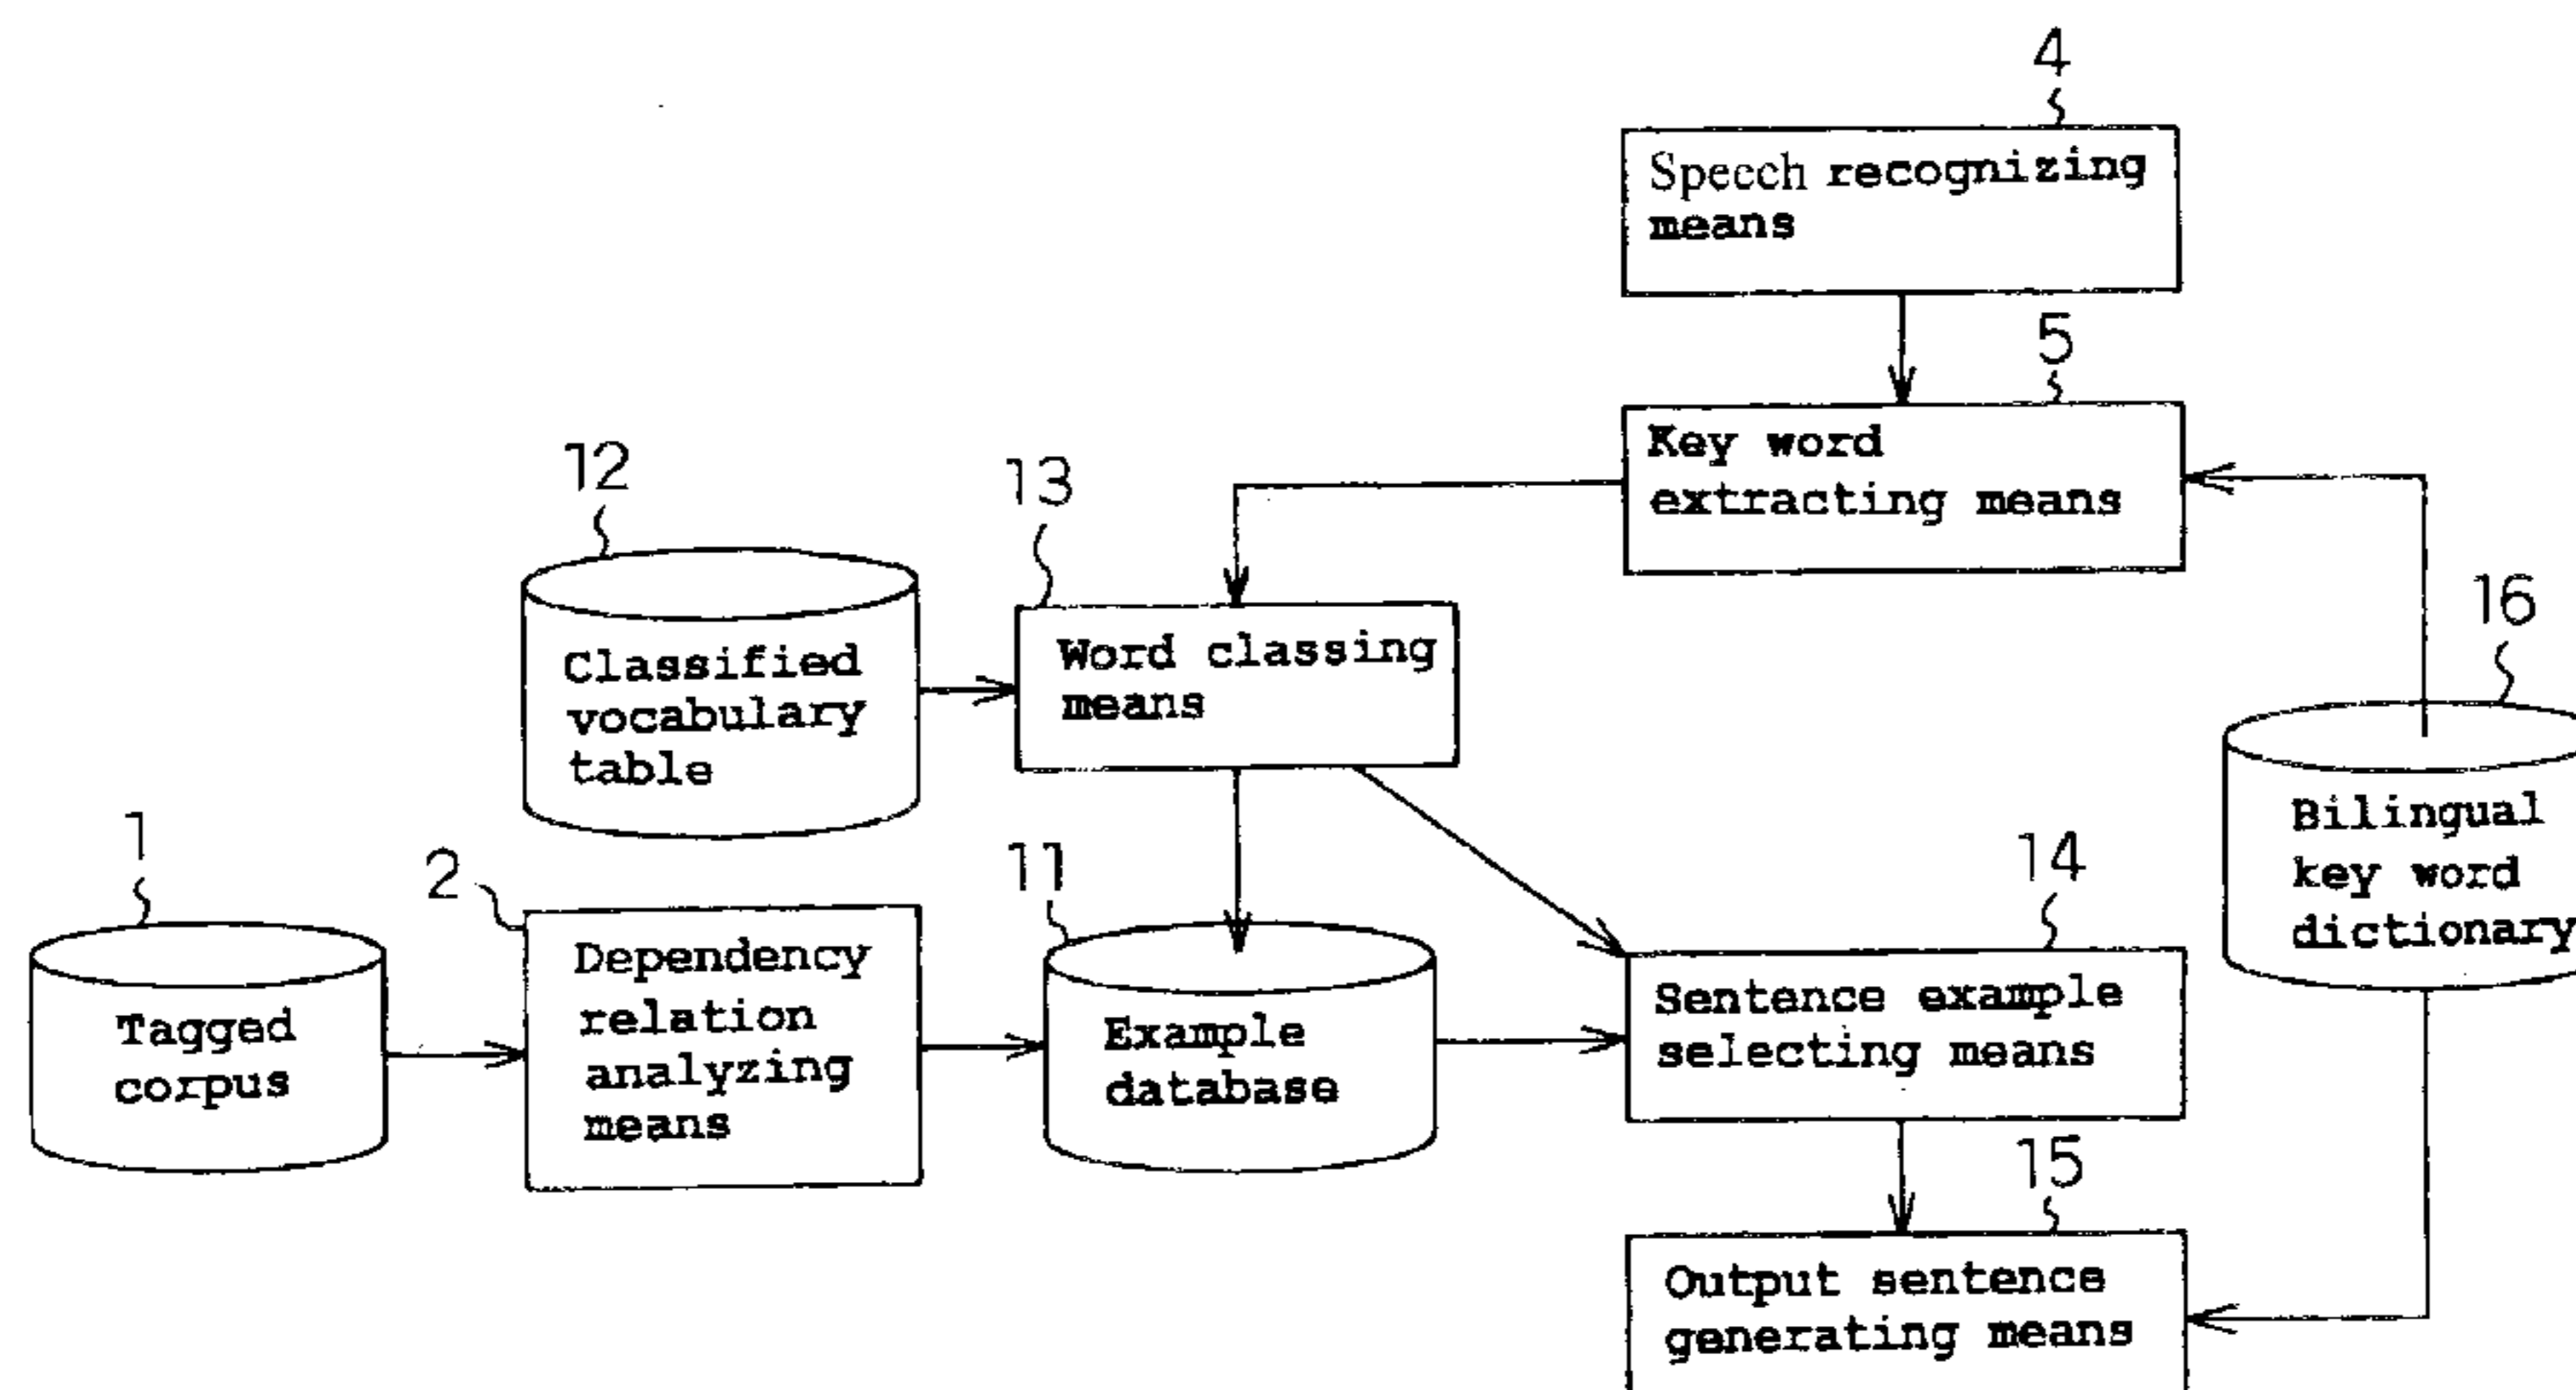 4
Speech recognizing
means
5
Key word
extracting means
12
13
Classified
vocabulary
table
Word classing
means
16
Bilingual
key word
dictionary
1
2
11
14
Tagged
corpus
Dependency
relation
analyzing
means
Example
database
Sentence example
selecting means
15
Output sentence
generating means